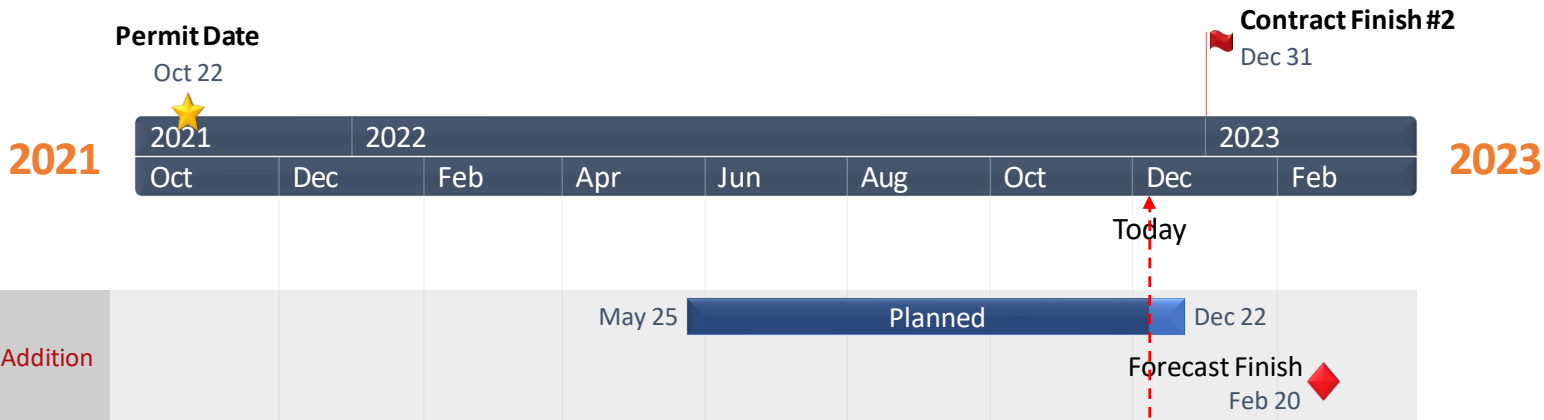 Permit Date
Oct 22
Contract Finish #2
Dec 31
2021
2021 2022 2023
Oct Dec Feb Apr Jun Aug Oct Dec Feb
2023
Today
May 25 Planned Dec 22
Addition
Forecast Finish
Feb 20